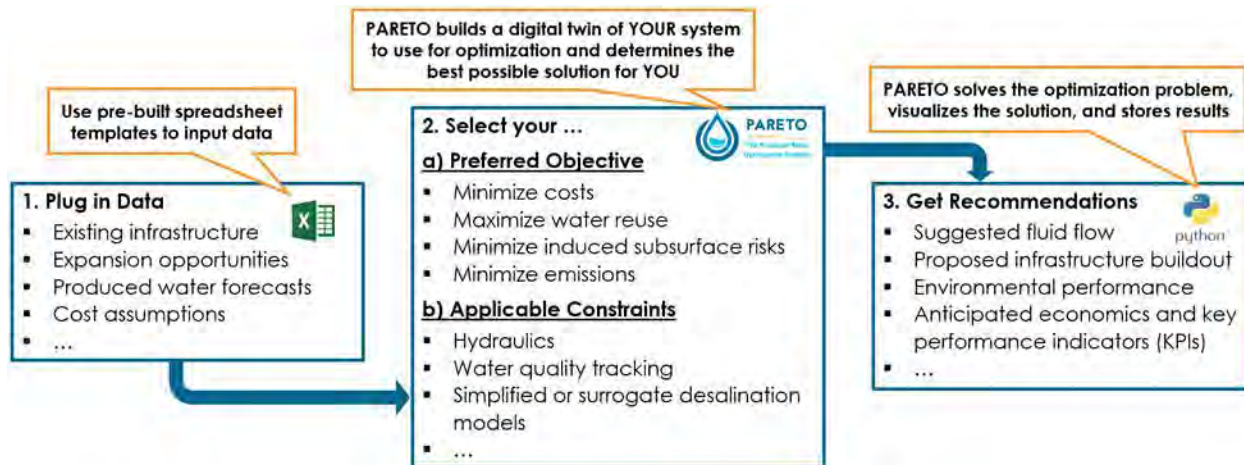 PARETO builds a digital twin of YOUR system
to use for optimization and determines the
best possible solution for YOU
Use pre-built spreadsheet
templates to input data
PARETO solves the optimization problem,
visualizes the solution, and stores results
1. Plug in Data
X
▪ Existing infrastructure
▪ Expansion opportunities
▪ Produced water forecasts
▪ Cost assumptions
▪ …
2. Select your …
PARETO
a) Preferred Objective
▪ Minimize costs
▪ Maximize water reuse
▪ Minimize induced subsurface risks
▪ Minimize emissions
b) Applicable Constraints
▪ Hydraulics
▪ Water quality tracking
▪ Simplified or surrogate desalination
models
▪ …
3. Get Recommendations
python
▪ Suggested fluid flow
▪ Proposed infrastructure buildout
▪ Environmental performance
▪ Anticipated economics and key
performance indicators (KPIs)
▪ …